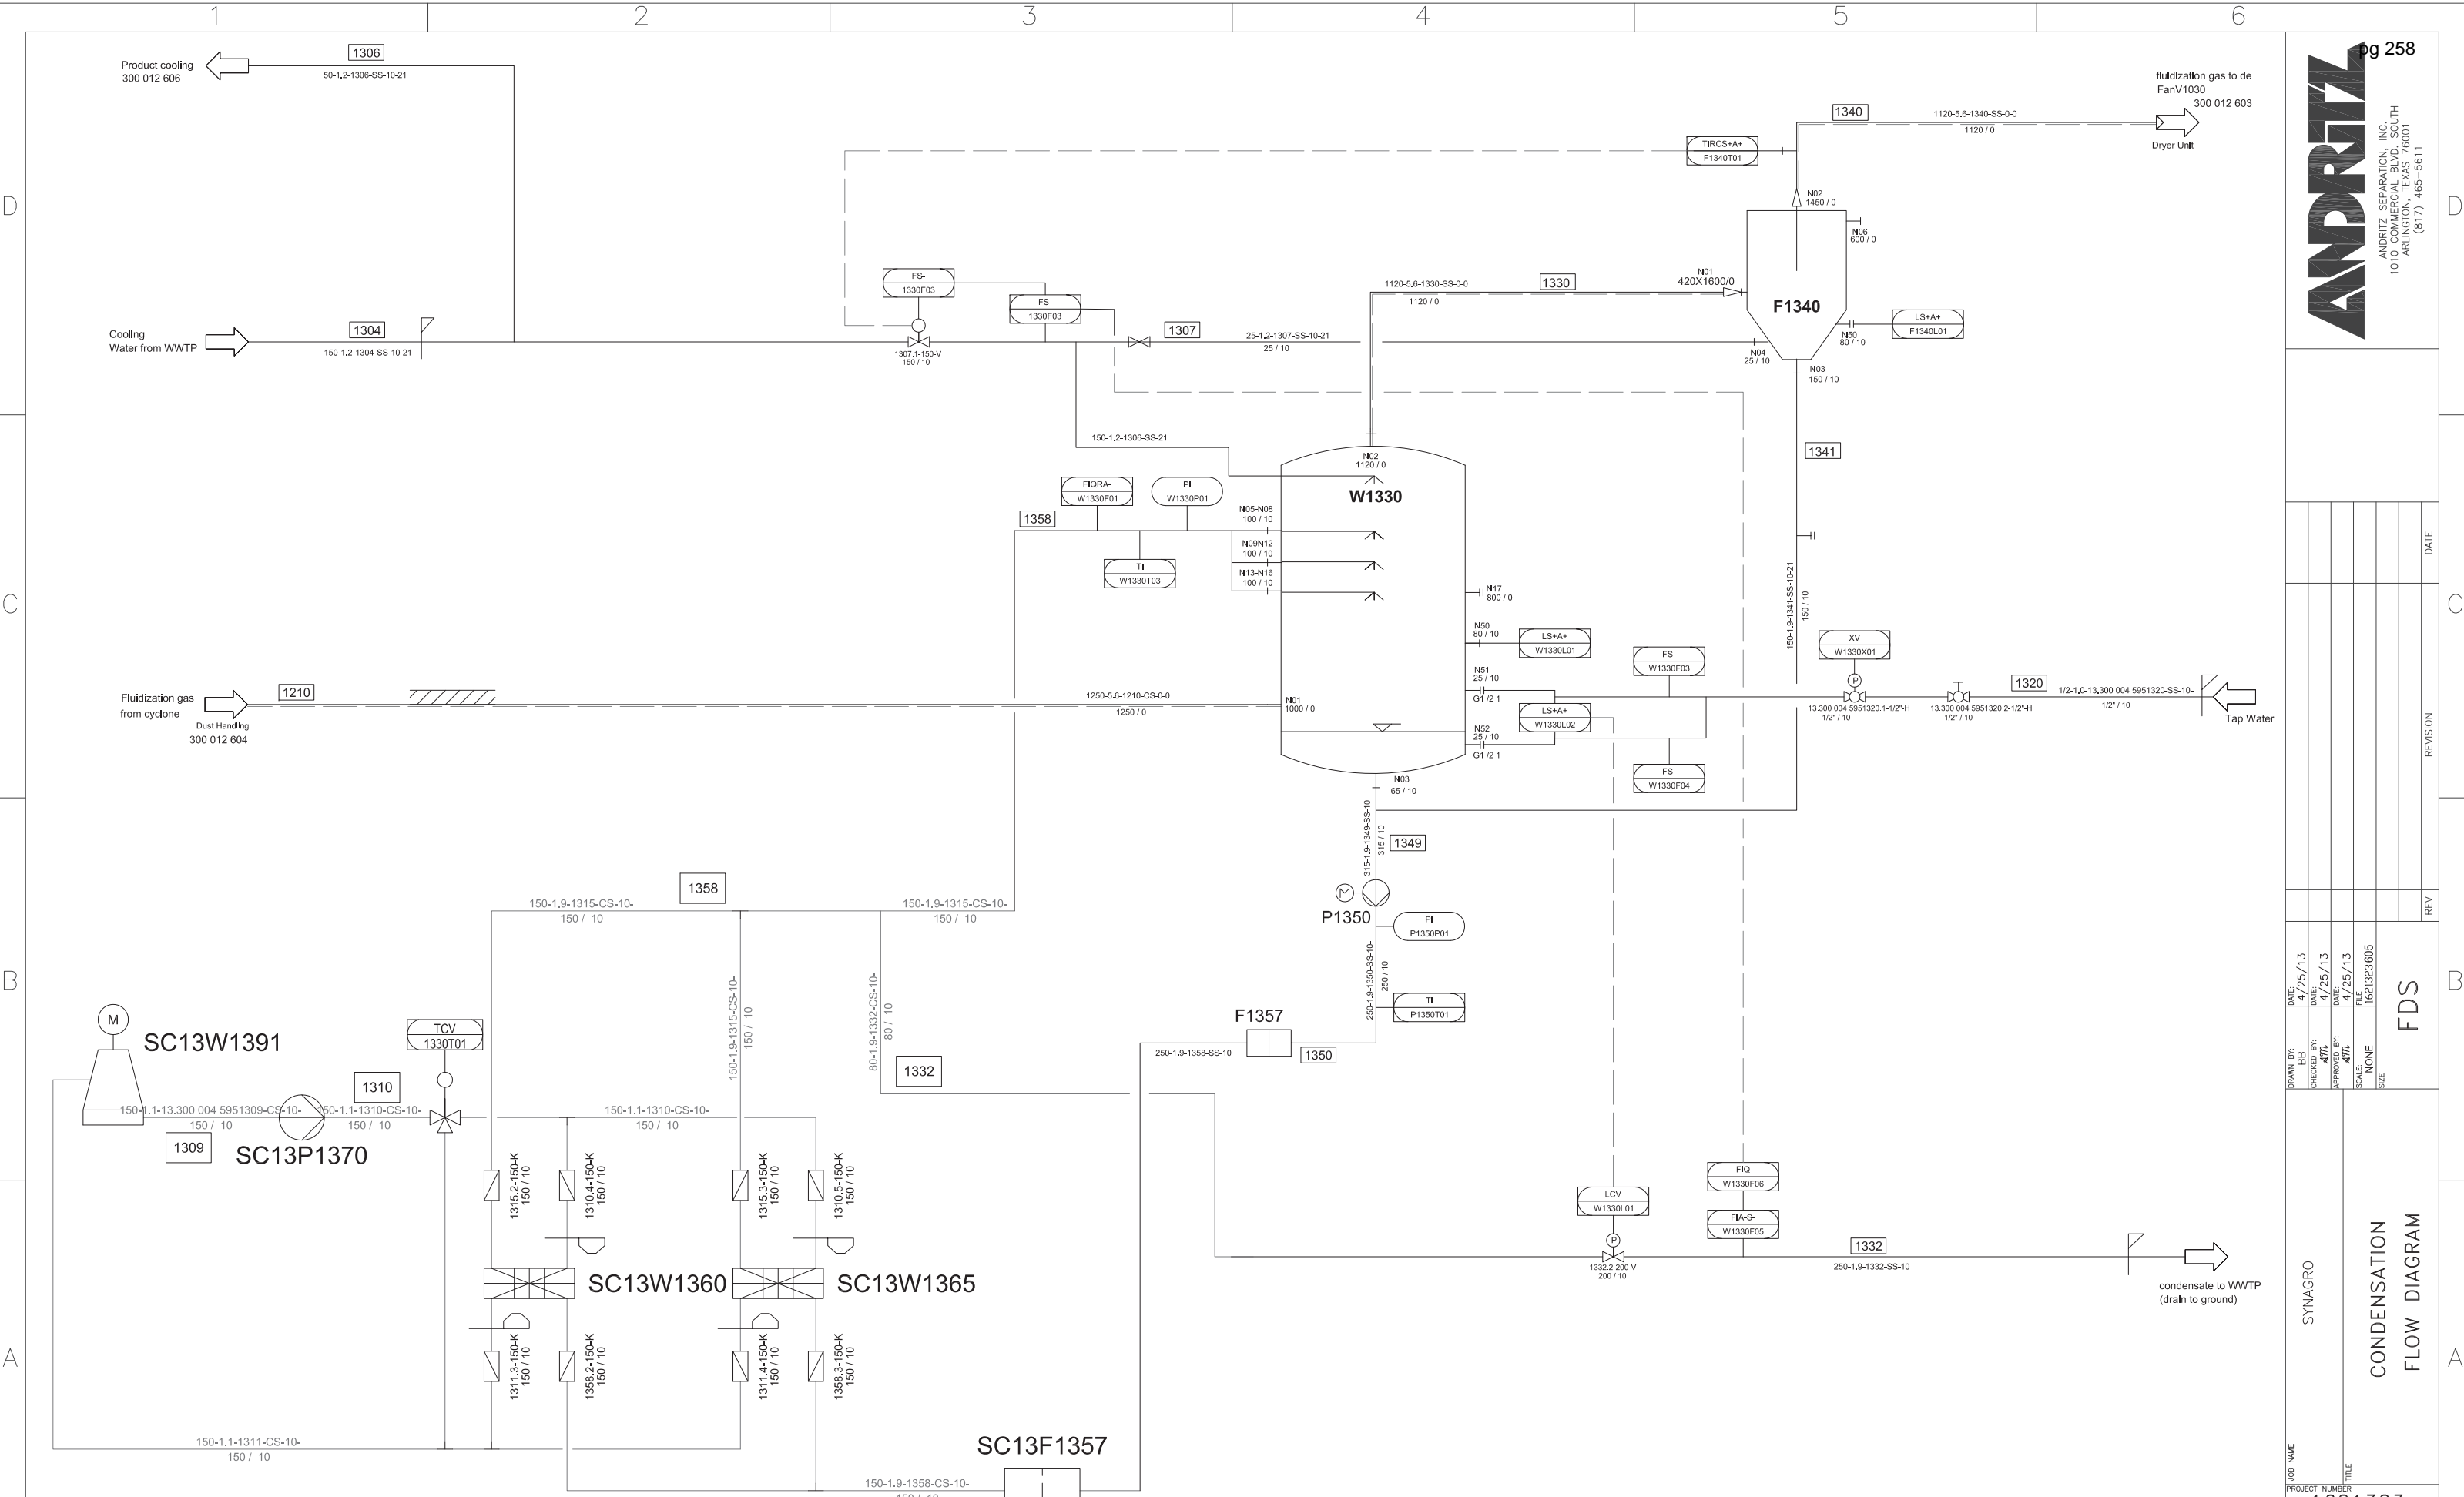 1
2
3
4
5
6
D
C
B
A
D
C
B
A
Product cooling
300 012 606
1306
50-1.2-1306-SS-10-21
Cooling
Water from WWTP
1304
150-1.2-1304-SS-10-21
FS-
1330F03
FS-
1330F03
1307.1-150-V
150 / 10
1307
25-1.2-1307-SS-10-21
25 / 10
150-1.2-1306-SS-21
1120-5.6-1330-SS-0-0
1120 / 0
1330
TIRCS+A+
F1340T01
1340
1120-5.6-1340-SS-0-0
1120 / 0
fluidization gas to de
FanV1030
300 012 603
Dryer Unit
N02
1450 / 0
N06
600 / 0
N01
420X1600/0
F1340
LS+A+
F1340L01
N50
80 / 10
N04
25 / 10
N03
150 / 10
1341
150-1.9-1341-SS-10-21
150 / 10
N02
1120 / 0
W1330
FIQRA-
W1330F01
PI
W1330P01
1358
TI
W1330T03
N05-N08
100 / 10
N09N12
100 / 10
N13-N16
100 / 10
N17
800 / 0
N50
80 / 10
LS+A+
W1330L01
N51
25 / 10
G1 /2 1
LS+A+
W1330L02
N52
25 / 10
G1 /2 1
FS-
W1330F03
FS-
W1330F04
XV
W1330X01
P
13.300 004 5951320.1-1/2"-H
1/2" / 10
13.300 004 5951320.2-1/2"-H
1/2" / 10
1320
1/2-1.0-13.300 004 5951320-SS-10-
1/2" / 10
Tap Water
Fluidization gas
from cyclone
Dust Handling
300 012 604
1210
1250-5.6-1210-CS-0-0
1250 / 0
N01
1000 / 0
N03
65 / 10
315-1.9-1349-SS-10
315 / 10
1349
M
P1350
PI
P1350P01
250-1.9-1350-SS-10-
250 / 10
TI
P1350T01
F1357
250-1.9-1358-SS-10
1350
1358
150-1.9-1315-CS-10-
150 / 10
150-1.9-1315-CS-10-
150 / 10
150-1.9-1315-CS-10-
150 / 10
80-1.9-1332-CS-10-
80 / 10
1332
M
SC13W1391
TCV
1330T01
1310
150-1.1-13.300 004 5951309-CS-10-
150 / 10
150-1.1-1310-CS-10-
150 / 10
150-1.1-1310-CS-10-
150 / 10
1309
SC13P1370
1315.2-150-K
150 / 10
1310.4-150-K
150 / 10
1315.3-150-K
150 / 10
1310.5-150-K
150 / 10
SC13W1360
SC13W1365
1311.3-150-K
150 / 10
1358.2-150-K
150 / 10
1311.4-150-K
150 / 10
1358.3-150-K
150 / 10
150-1.1-1311-CS-10-
150 / 10
SC13F1357
150-1.9-1358-CS-10-
LCV
W1330L01
P
1332.2-200-V
200 / 10
FIQ
W1330F06
FIA-S-
W1330F05
1332
250-1.9-1332-SS-10
condensate to WWTP
(drain to ground)
pg 258
ANDRITZ
ANDRITZ SEPARATION, INC.
1010 COMMERCIAL BLVD. SOUTH
ARLINGTON, TEXAS 76001
(817) 465-5611
DATE
REVISION
REV
DRAWN BY:
BB
DATE:
4/25/13
CHECKED BY:
DATE:
4/25/13
APPROVED BY:
DATE:
4/25/13
SCALE:
NONE
FILE
1621323605
SIZE
FDS
JOB NAME
SYNAGRO
TITLE
CONDENSATION
FLOW DIAGRAM
PROJECT NUMBER